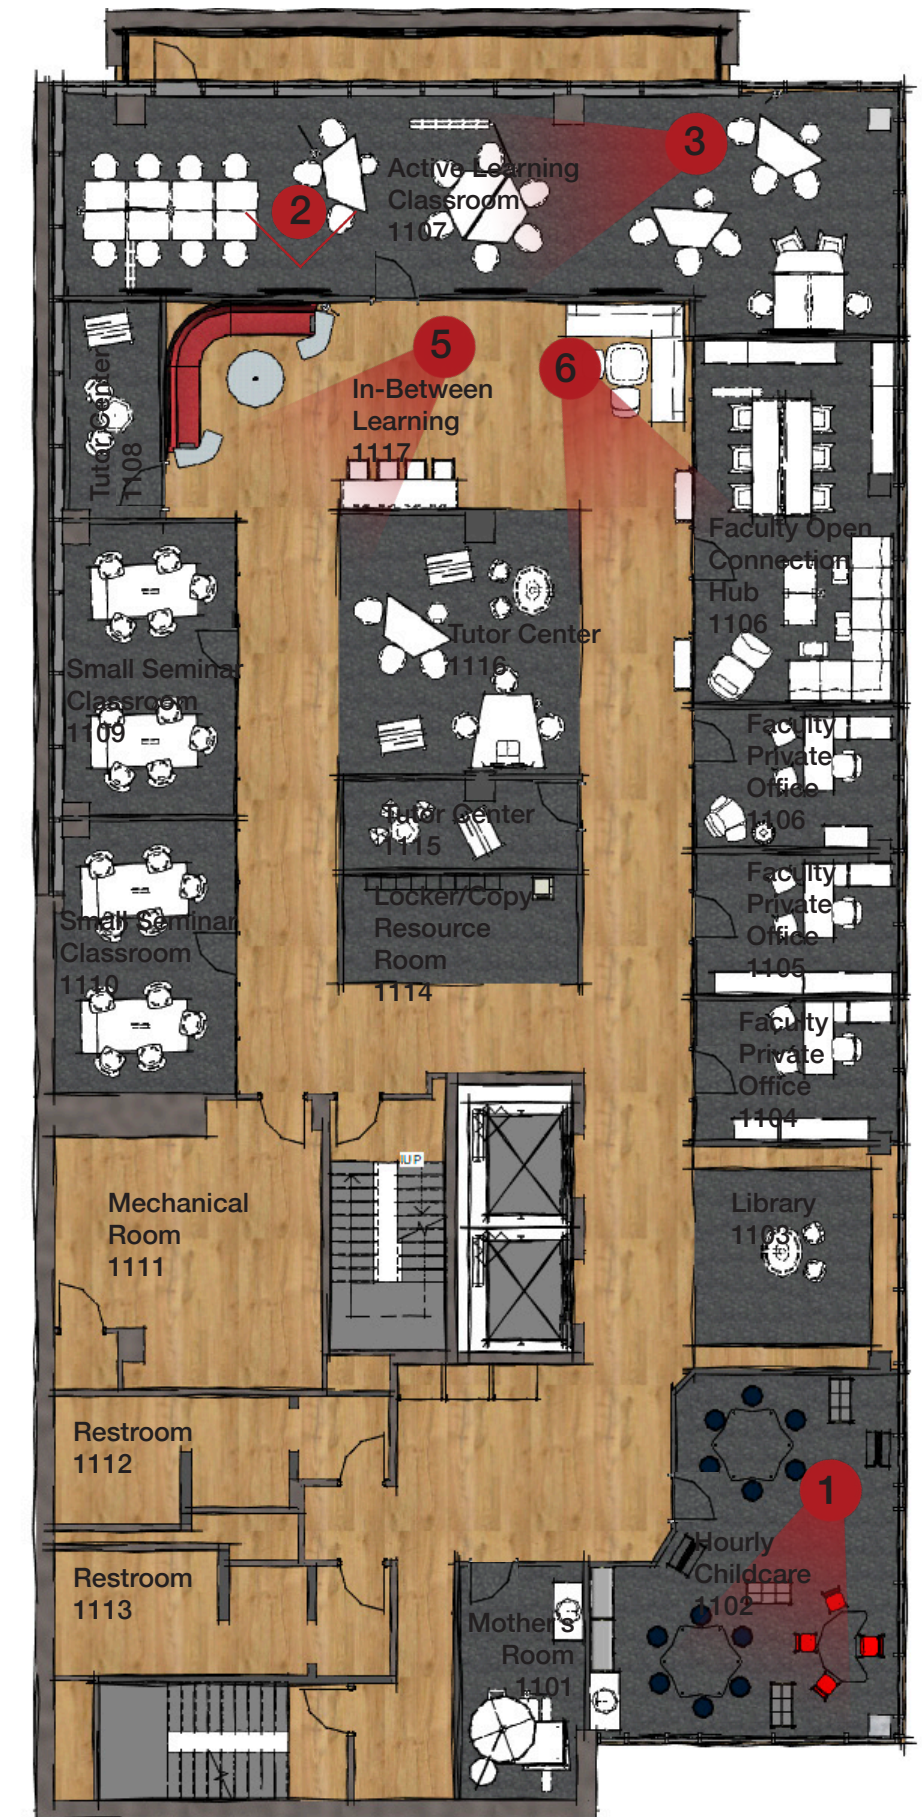 3
2
Active Learning
Classroom
1107
5
In-Between
Learning
1117
6
Tutor Center
1108
Faculty Open
Connection
Hub
1106
Small Seminar
Classroom
1109
Tutor Center
1116
Faculty
Private
Office
1106
Tutor Center
1115
Faculty
Private
Office
1105
Locker/Copy
Resource
Room
1114
Small Seminar
Classroom
1110
Faculty
Private
Office
1104
UP
Mechanical
Room
1111
Library
1103
Restroom
1112
1
Hourly
Childcare
1102
Restroom
1113
Mother's
Room
1101